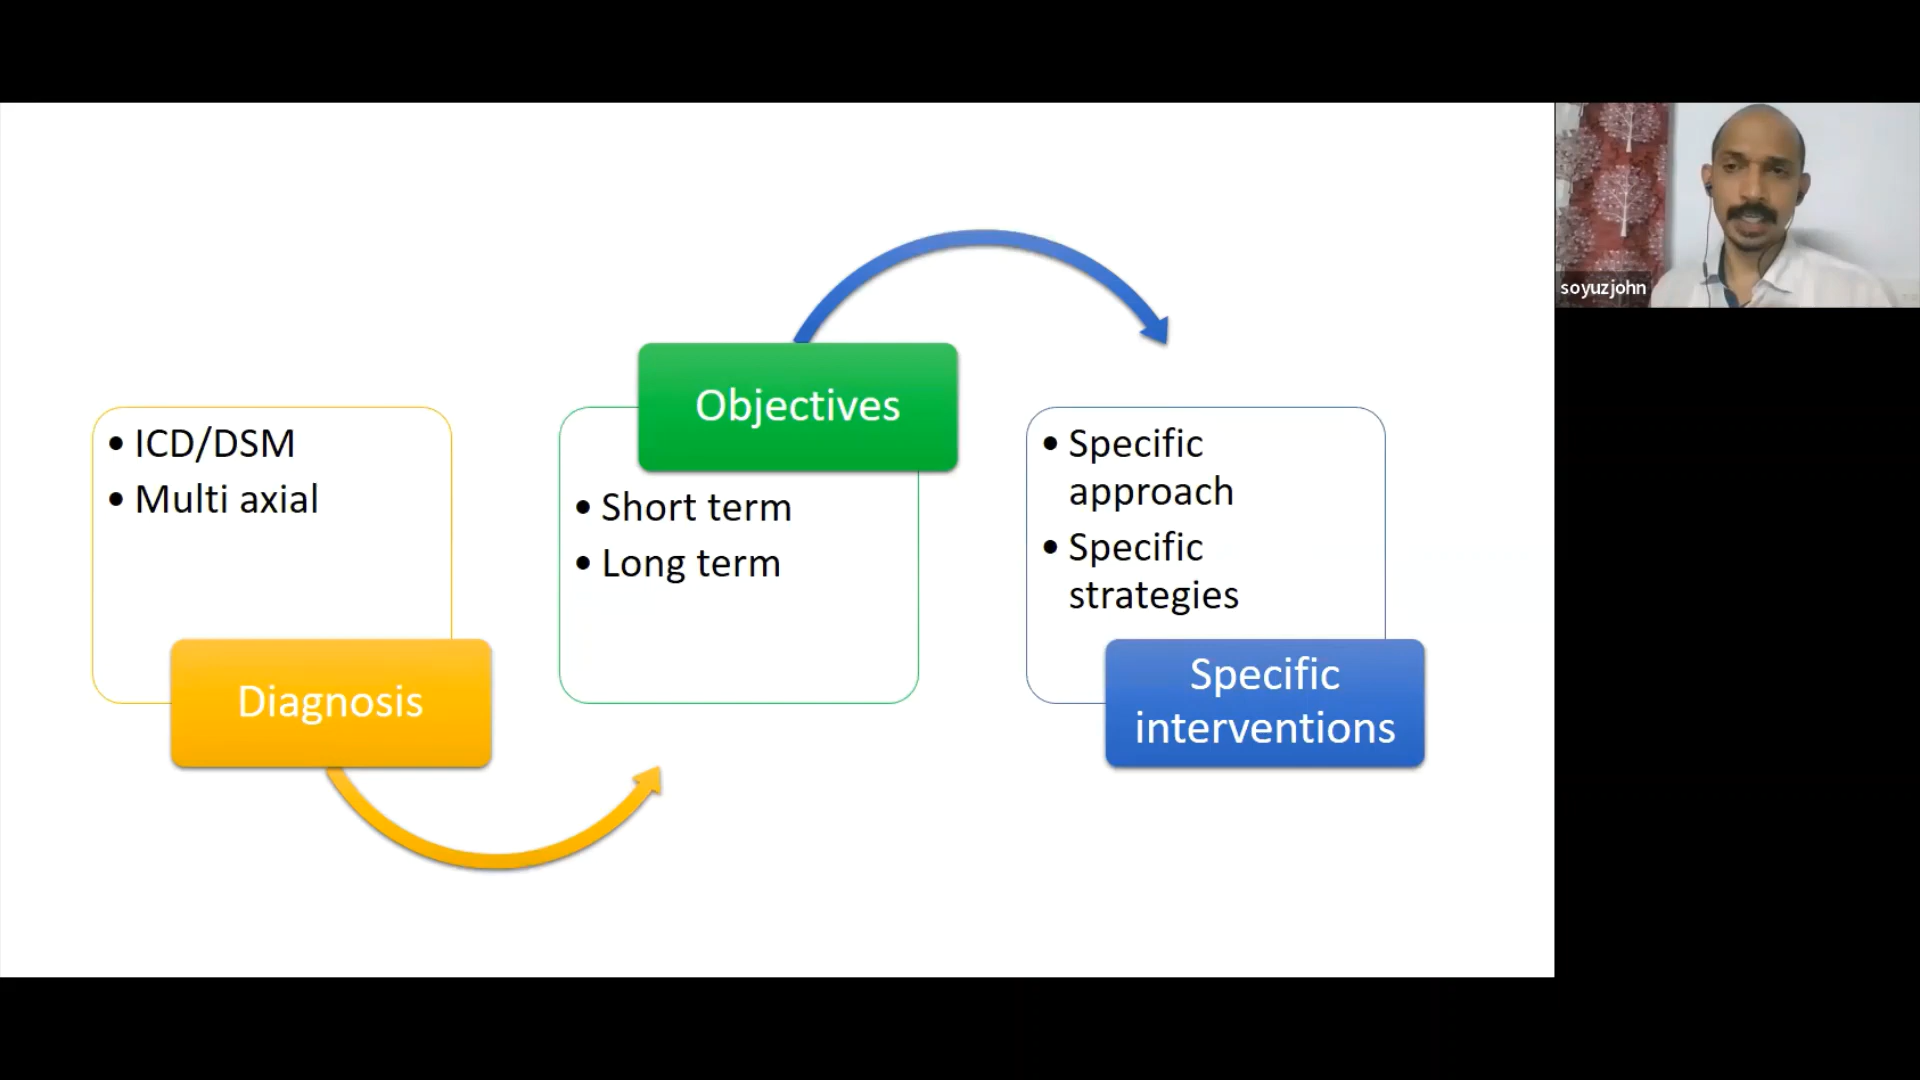 • ICD/DSM
• Multi axial
Diagnosis
Objectives
• Short term
• Long term
• Specific
approach
• Specific
strategies
Specific
interventions
soyuzjohn